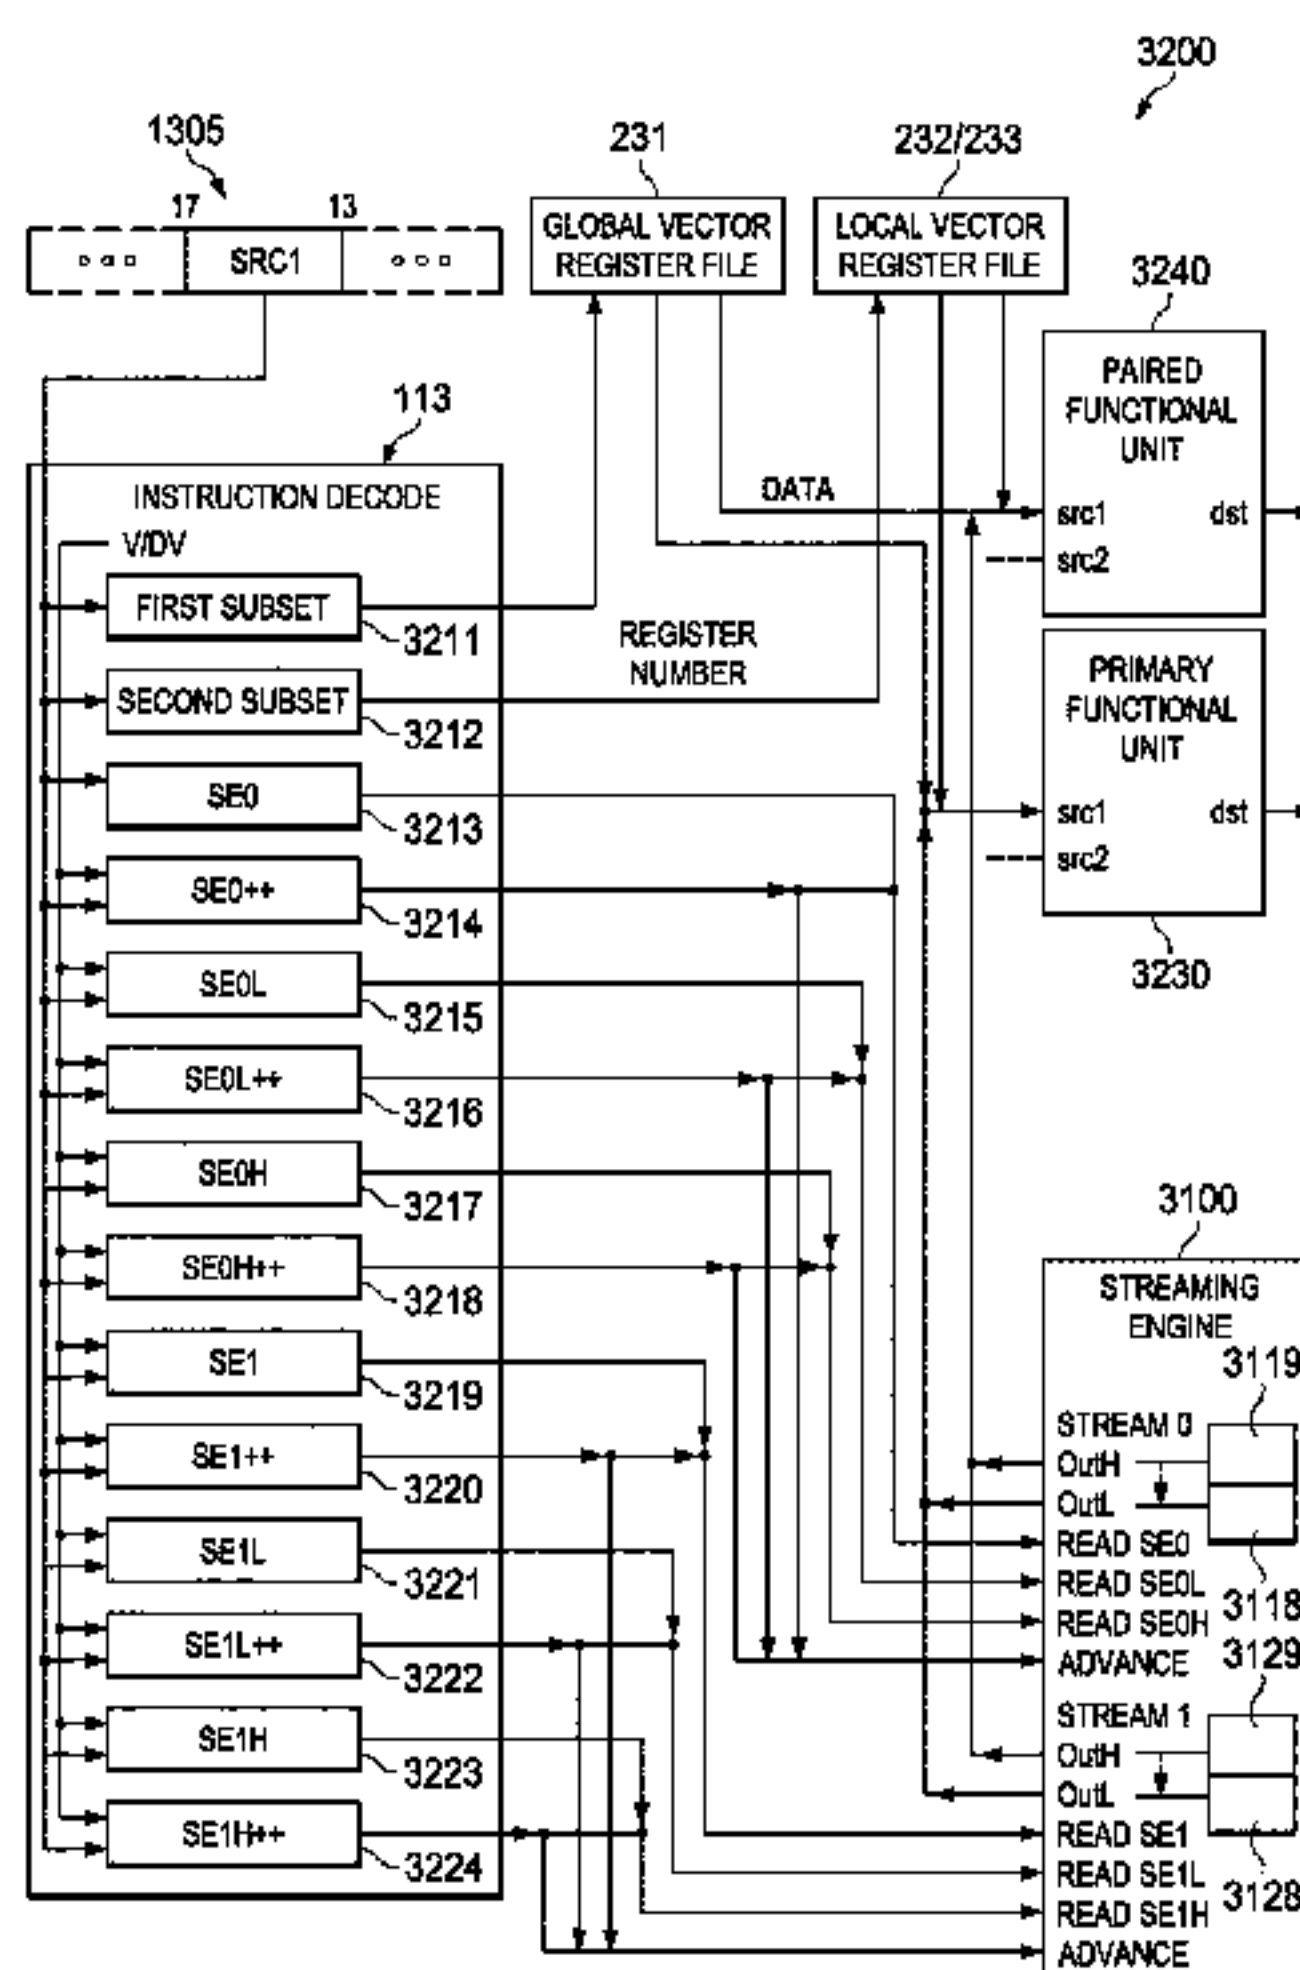 3200
1305
231
232/233
17
13
SRC1
GLOBAL VECTOR
REGISTER FILE
LOCAL VECTOR
REGISTER FILE
3240
PAIRED
FUNCTIONAL
UNIT
113
INSTRUCTION DECODE
DATA
src1
dst
src2
V/DV
FIRST SUBSET
3211
REGISTER
NUMBER
SECOND SUBSET
3212
PRIMARY
FUNCTIONAL
UNIT
SE0
3213
src1
dst
src2
SE0++
3214
3230
SE0L
3215
SE0L++
3216
SE0H
3217
3100
SE0H++
3218
STREAMING
ENGINE
SE1
3219
3119
STREAM 0
OutH
OutL
SE1++
3220
READ SE0
READ SE0L
READ SE0H
ADVANCE
3118
SE1L
3221
SE1L++
3222
3129
STREAM 1
OutH
OutL
SE1H
3223
READ SE1
READ SE1L
READ SE1H
ADVANCE
3128
SE1H++
3224